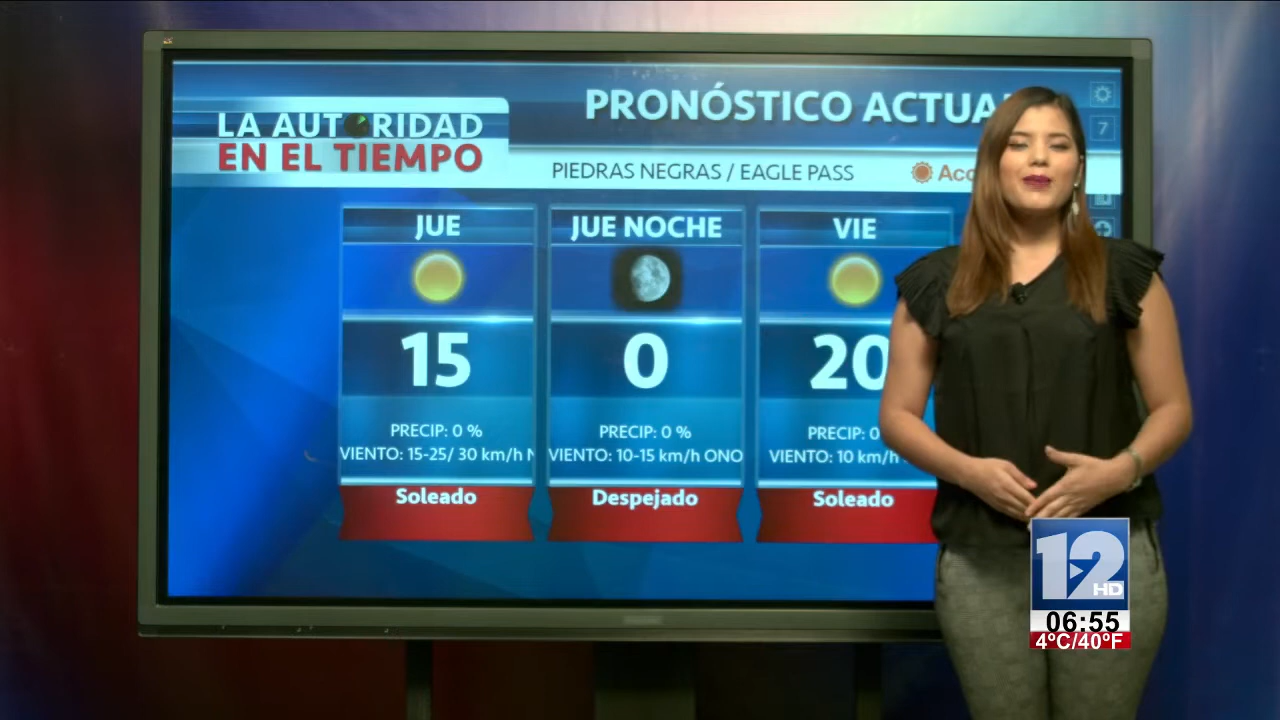 PRONÓSTICO ACTUA
LA AUTORIDAD
EN EL TIEMPO
PIEDRAS NEGRAS / EAGLE PASS
7
JUE
15
PRECIP: 0 %
VIENTO: 15-25/ 30 km/h N
Soleado
JUE NOCHE
0
PRECIP: 0 %
VIENTO: 10-15 km/h ONO
Despejado
VIE
20
PRECIP: 0
VIENTO: 10 km/h
Soleado
12
HD
06:55
4ºC/40ºF